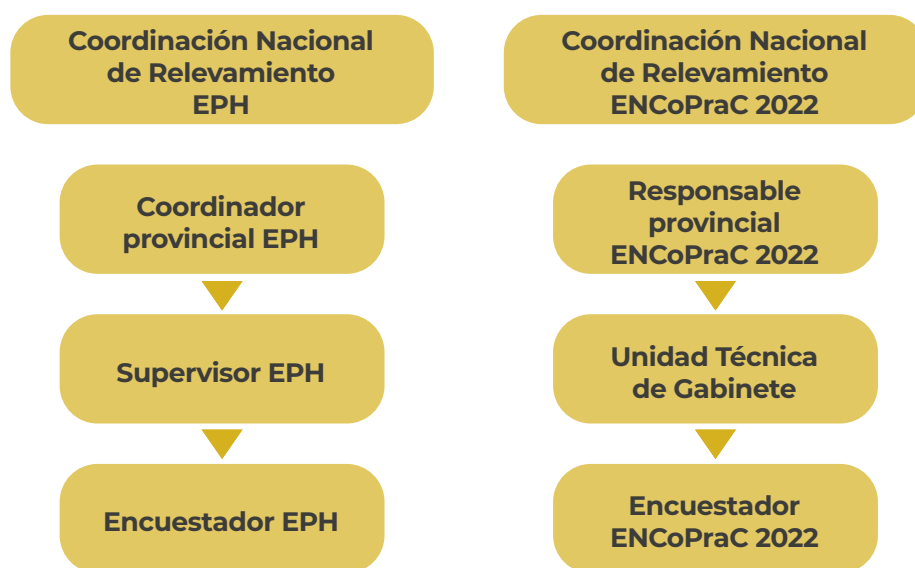 Coordinación Nacional
de Relevamiento
EPH
Coordinador
provincial EPH
Supervisor EPH
Encuestador EPH
Coordinación Nacional
de Relevamiento
ENCoPraC 2022
Responsable
provincial
ENCoPraC 2022
Unidad Técnica
de Gabinete
Encuestador
ENCoPraC 2022